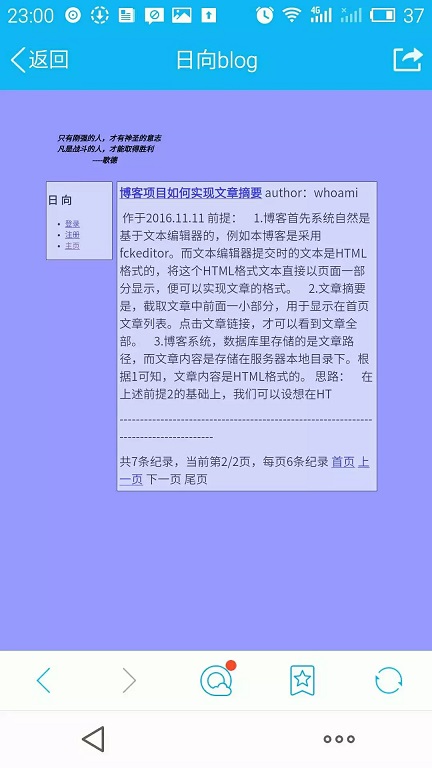 23:00
4G
37
返回
日向blog
只有刚强的人，才有神圣的意志
凡是战斗的人，才能取得胜利
----敬德
日 向
登录
注册
主页
博客项目如何实现文章摘要 author：whoami
作于2016.11.11 前提： 1.博客首先系统自然是
基于文本编辑器的，例如本博客是采用
fckeditor。而文本编辑器提交时的文本是HTML
格式的，将这个HTML格式文本直接以页面一部
分显示，便可以实现文章的格式。 2.文章摘要
是，截取文章中前面一小部分，用于显示在首页
文章列表。点击文章链接，才可以看到文章全
部。 3.博客系统，数据库里存储的是文章路
径，而文章内容是存储在服务器本地目录下。根
据1可知，文章内容是HTML格式的。 思路： 在
上述前提2的基础上，我们可以设想在HT
--------------------------------------------------------------
-----------------------
共7条纪录，当前第2/2页，每页6条纪录 首页 上
一页 下一页 尾页